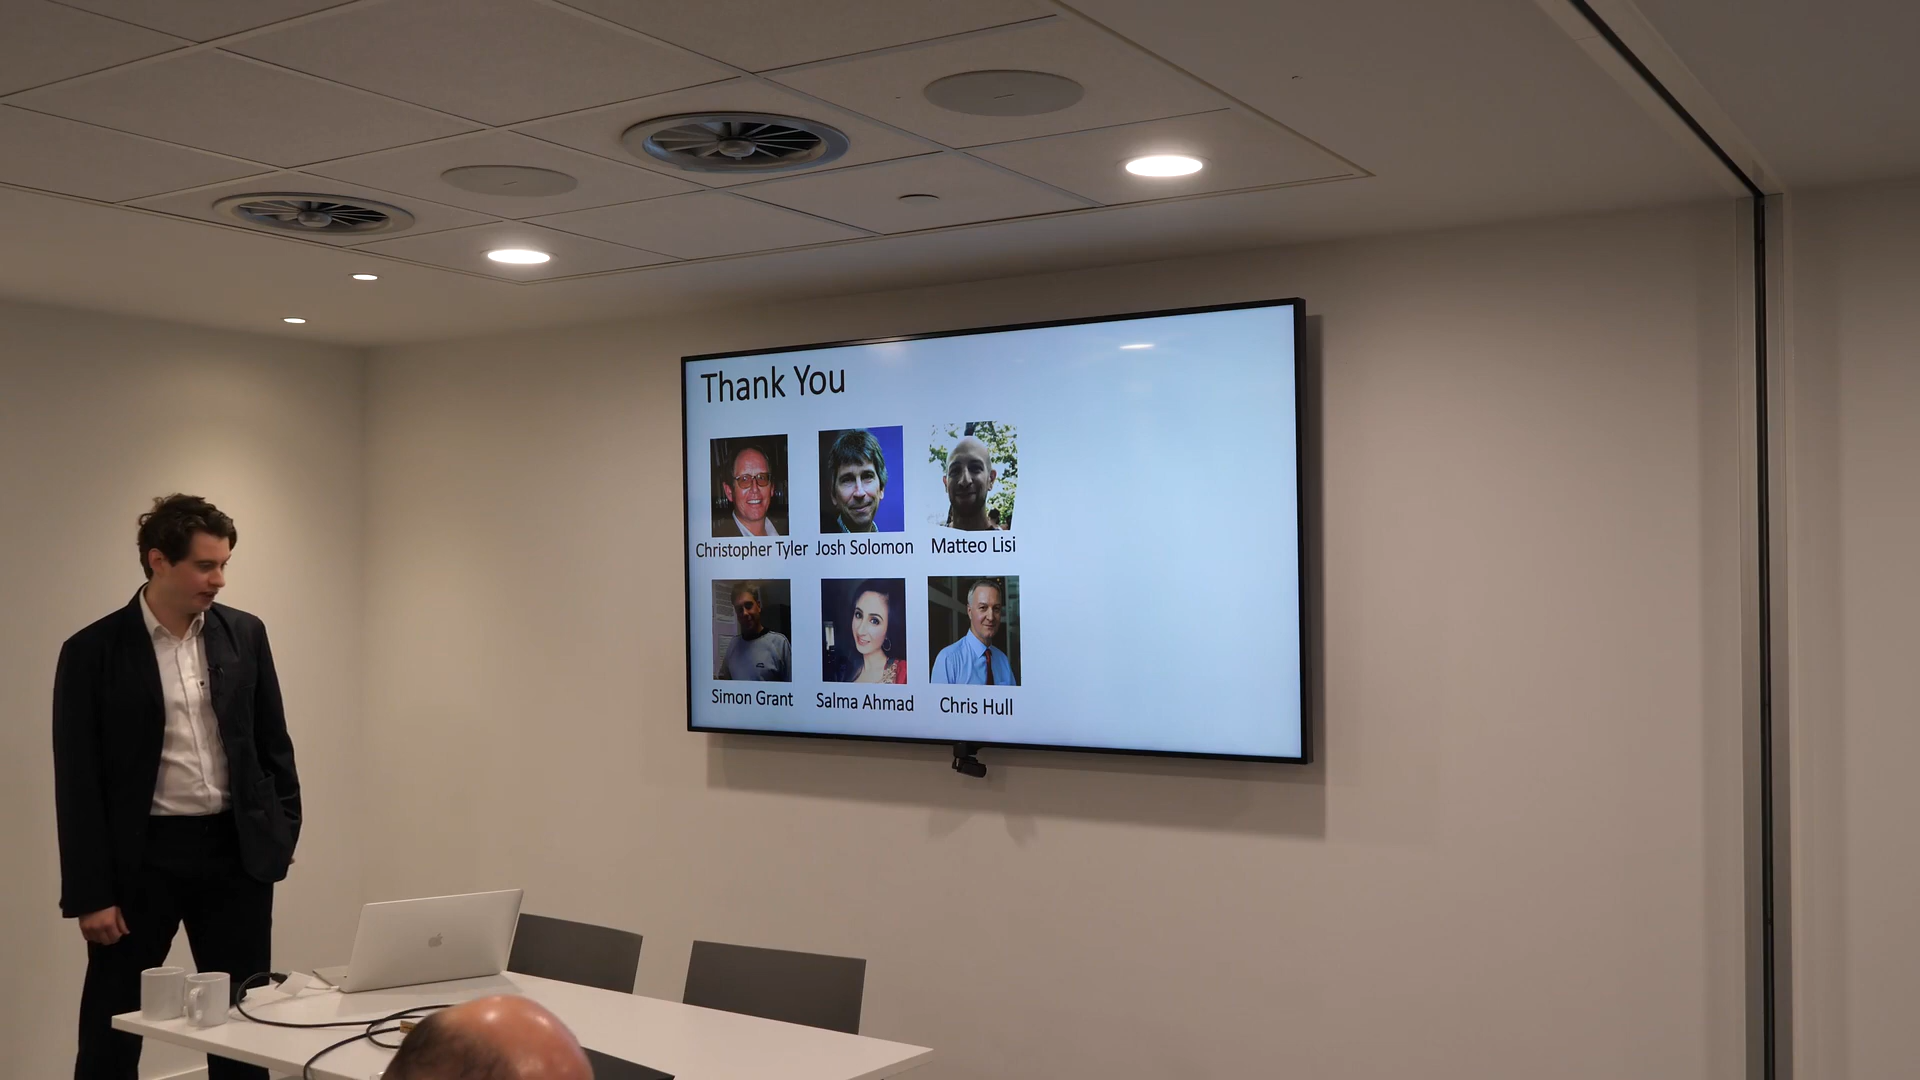 Thank You
Christopher Tyler Josh Solomon Matteo Lisi
Simon Grant Salma Ahmad Chris Hull